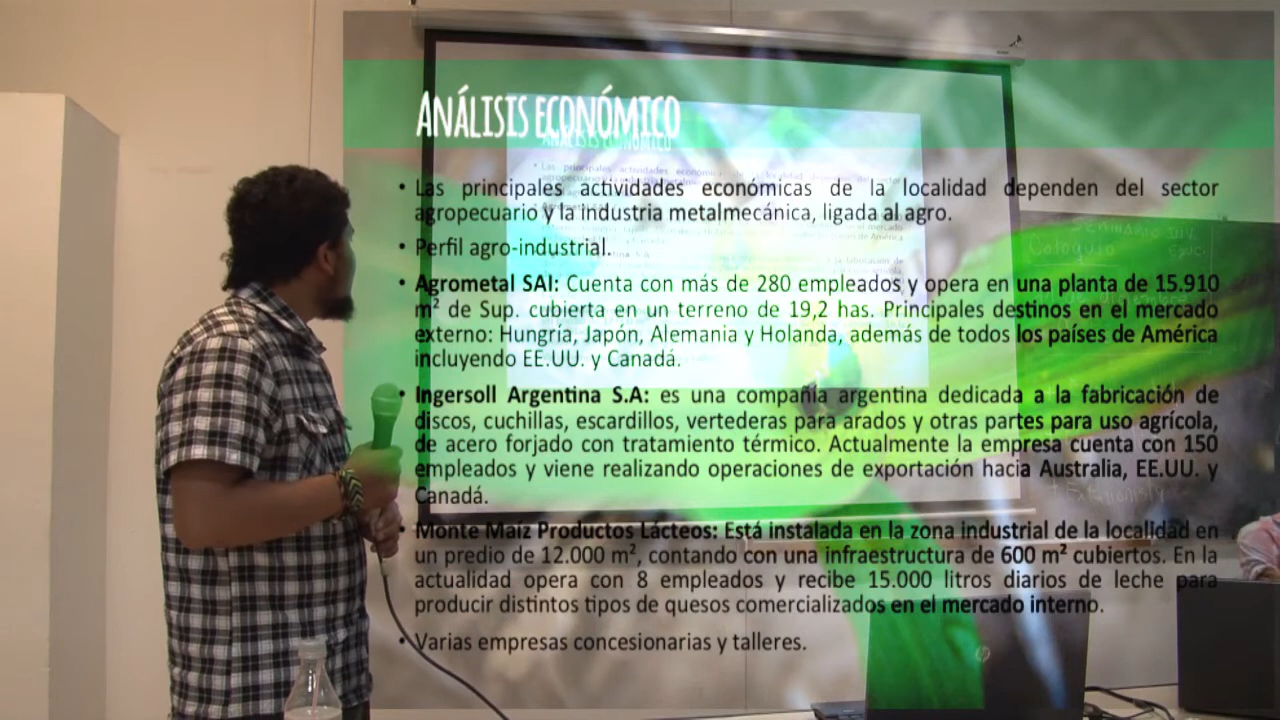 ANÁLISIS ECONÓMICO
• Las principales actividades económicas de la localidad dependen del sector
agropecuario y la industria metalmecánica, ligada al agro.
• Perfil agro-industrial.
• Agrometal SAI: Cuenta con más de 280 empleados y opera en una planta de 15.910
m² de Sup. cubierta en un terreno de 19,2 has. Principales destinos en el mercado
externo: Hungría, Japón, Alemania y Holanda, además de todos los países de América
incluyendo EE.UU. y Canadá.
• Ingersoll Argentina S.A: es una compañía argentina dedicada a la fabricación de
discos, cuchillas, escardillos, vertederas para arados y otras partes para uso agrícola,
de acero forjado con tratamiento térmico. Actualmente la empresa cuenta con 150
empleados y viene realizando operaciones de exportación hacia Australia, EE.UU. y
Canadá.
• Monte Maíz Productos Lácteos: Está instalada en la zona industrial de la localidad en
un predio de 12.000 m², contando con una infraestructura de 600 m² cubiertos. En la
actualidad opera con 8 empleados y recibe 15.000 litros diarios de leche para
producir distintos tipos de quesos comercializados en el mercado interno.
• Varias empresas concesionarias y talleres.
Coloquio
hp